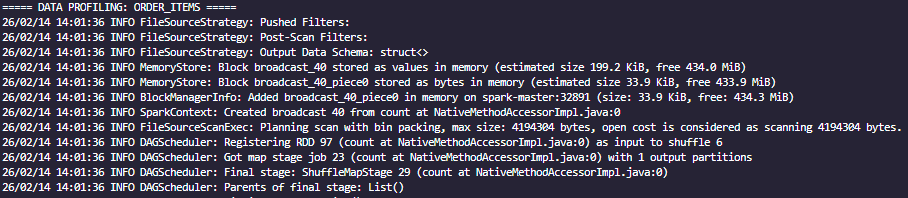 ===== DATA PROFILING: ORDER_ITEMS =====
26/02/14 14:01:36 INFO FileSourceStrategy: Pushed Filters:
26/02/14 14:01:36 INFO FileSourceStrategy: Post-Scan Filters:
26/02/14 14:01:36 INFO FileSourceStrategy: Output Data Schema: struct<>
26/02/14 14:01:36 INFO MemoryStore: Block broadcast_40 stored as values in memory (estimated size 199.2 KiB, free 434.0 MiB)
26/02/14 14:01:36 INFO MemoryStore: Block broadcast_40_piece0 stored as bytes in memory (estimated size 33.9 KiB, free 433.9 MiB)
26/02/14 14:01:36 INFO BlockManagerInfo: Added broadcast_40_piece0 in memory on spark-master:32891 (size: 33.9 KiB, free: 434.3 MiB)
26/02/14 14:01:36 INFO SparkContext: Created broadcast 40 from count at NativeMethodAccessorImpl.java:0
26/02/14 14:01:36 INFO FileSourceScanExec: Planning scan with bin packing, max size: 4194304 bytes, open cost is considered as scanning 4194304 bytes.
26/02/14 14:01:36 INFO DAGScheduler: Registering RDD 97 (count at NativeMethodAccessorImpl.java:0) as input to shuffle 6
26/02/14 14:01:36 INFO DAGScheduler: Got map stage job 23 (count at NativeMethodAccessorImpl.java:0) with 1 output partitions
26/02/14 14:01:36 INFO DAGScheduler: Final stage: ShuffleMapStage 29 (count at NativeMethodAccessorImpl.java:0)
26/02/14 14:01:36 INFO DAGScheduler: Parents of final stage: List()